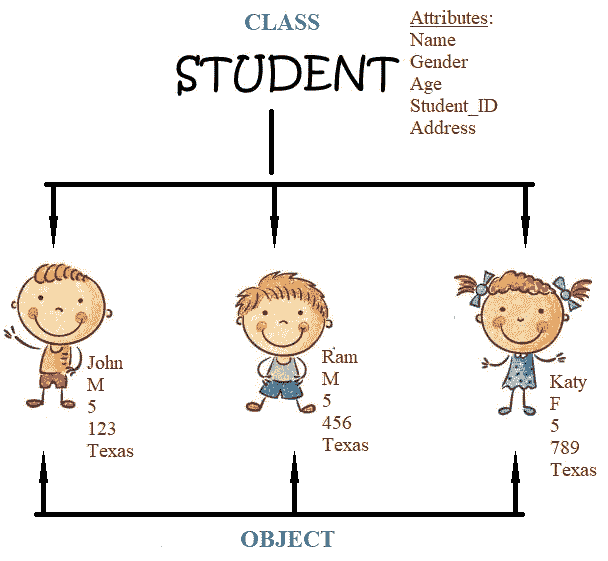 CLASS
STUDENT
Attributes:
Name
Gender
Age
Student_ID
Address
John
M
5
123
Texas
Ram
M
5
456
Texas
Katy
F
5
789
Texas
OBJECT